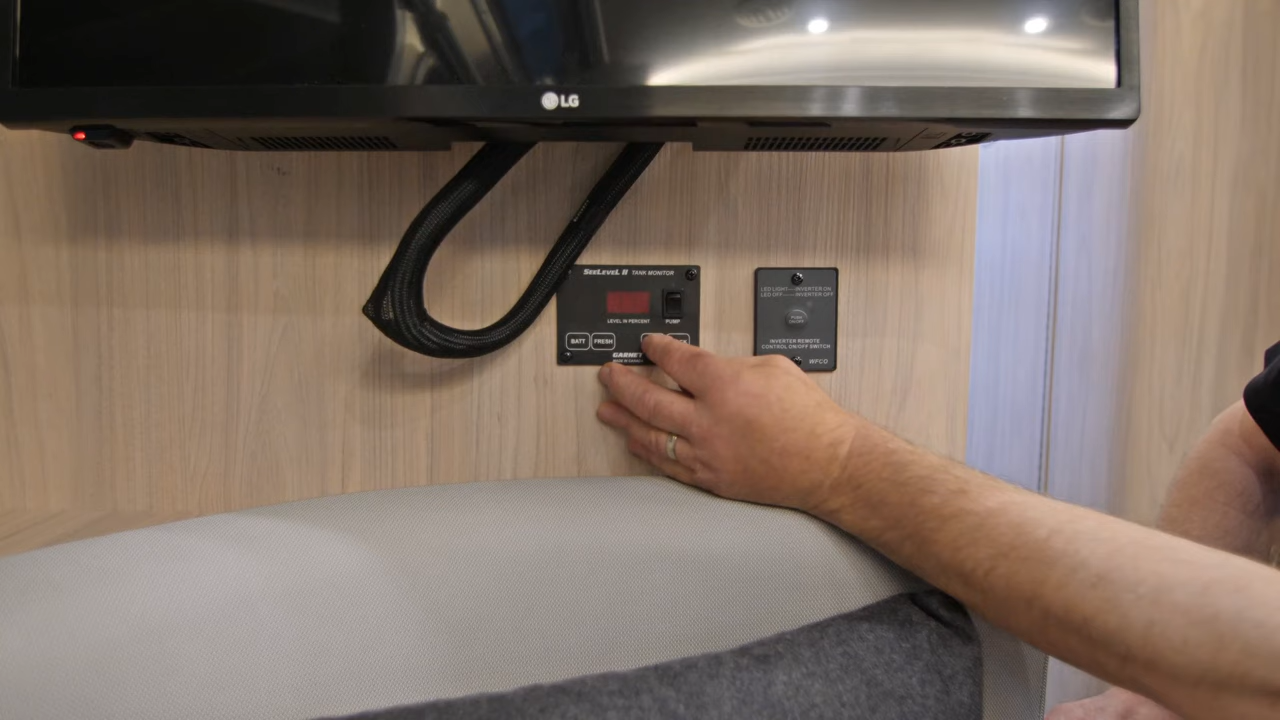 LG
SEELEVEL II TANK MONITOR
LEVEL IN PERCENT
PUMP
BATT
FRESH
GARNET
LED LIGHT---INVERTER ON
LED OFF------INVERTER OFF
INVERTER REMOTE
CONTROL ON/OFF SWITCH
WFCO